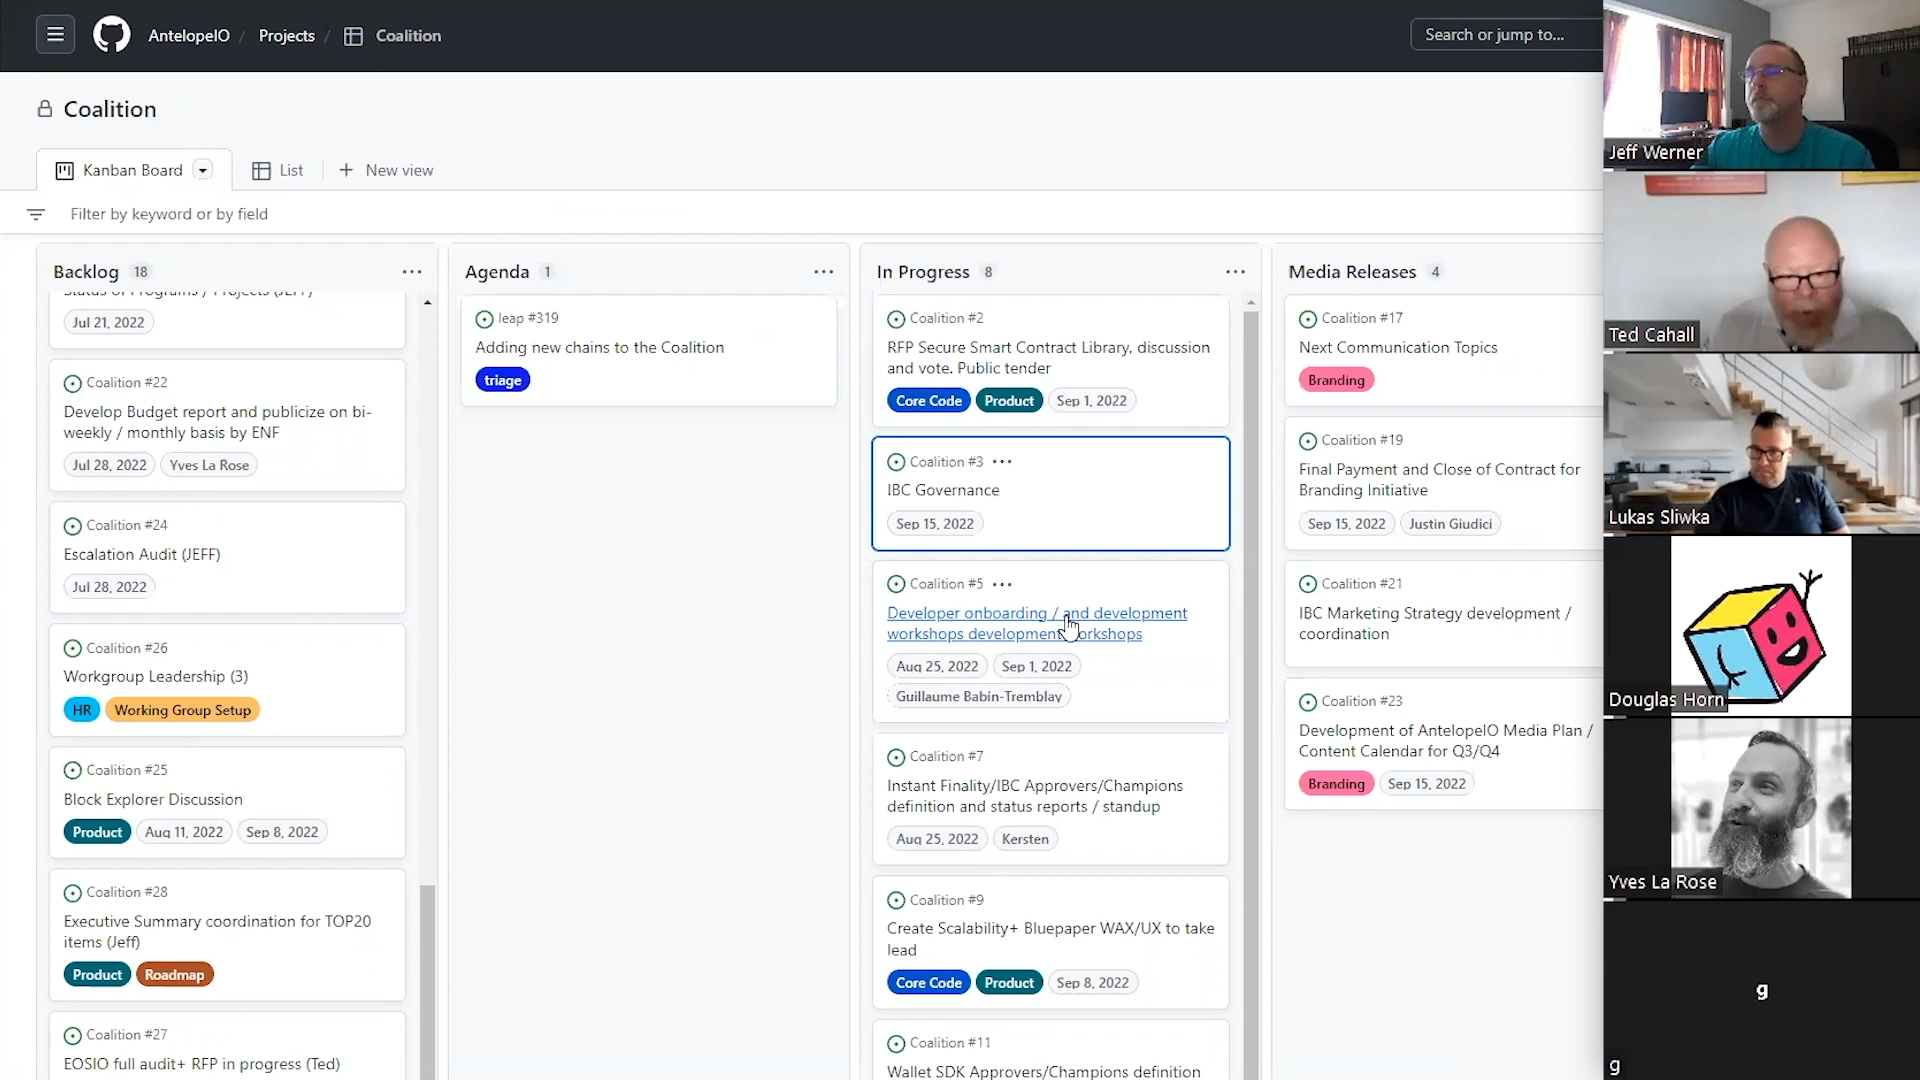 AntelopeIO / Projects / Coalition
Search or jump to...
Coalition
Kanban Board
List
New view
Filter by keyword or by field
Backlog 18
Status of Programs / Projects (JEFF)
Jul 21, 2022
Coalition #22
Develop Budget report and publicize on bi-
weekly / monthly basis by ENF
Jul 28, 2022 Yves La Rose
Coalition #24
Escalation Audit (JEFF)
Jul 28, 2022
Coalition #26
Workgroup Leadership (3)
HR Working Group Setup
Coalition #25
Block Explorer Discussion
Product Aug 11, 2022 Sep 8, 2022
Coalition #28
Executive Summary coordination for TOP20
items (Jeff)
Product Roadmap
Coalition #27
EOSIO full audit+ RFP in progress (Ted)
Agenda 1
leap #319
Adding new chains to the Coalition
triage
In Progress 8
Coalition #2
RFP Secure Smart Contract Library, discussion
and vote. Public tender
Core Code Product Sep 1, 2022
Coalition #3
IBC Governance
Sep 15, 2022
Coalition #5
Developer onboarding / and development
workshops development workshops
Aug 25, 2022 Sep 1, 2022
Guillaume Babin-Tremblay
Coalition #7
Instant Finality/IBC Approvers/Champions
definition and status reports / standup
Aug 25, 2022 Kersten
Coalition #9
Create Scalability+ Bluepaper WAX/UX to take
lead
Core Code Product Sep 8, 2022
Coalition #11
Wallet SDK Approvers/Champions definition
Media Releases 4
Coalition #17
Next Communication Topics
Branding
Coalition #19
Final Payment and Close of Contract for
Branding Initiative
Sep 15, 2022 Justin Giudici
Coalition #21
IBC Marketing Strategy development /
coordination
Coalition #23
Development of AntelopeIO Media Plan /
Content Calendar for Q3/Q4
Branding Sep 15, 2022
Jeff Werner
Ted Cahall
Lukas Sliwka
Douglas Horn
Yves La Rose
g
g